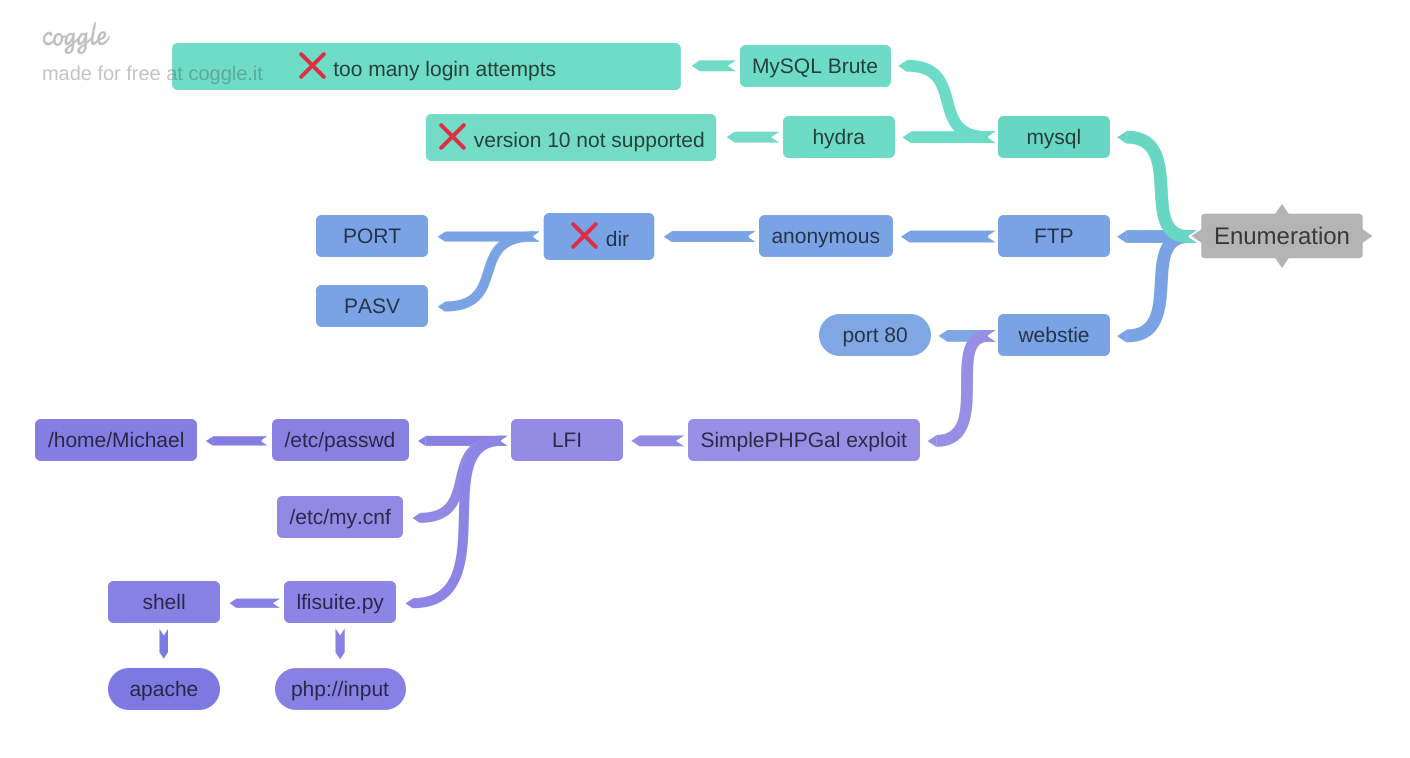 coggle
made for free at coggle.it
too many login attempts
MySQL Brute
version 10 not supported
hydra
mysql
PORT
dir
anonymous
FTP
Enumeration
PASV
port 80
webstie
/home/Michael
/etc/passwd
LFI
SimplePHPGal exploit
/etc/my.cnf
shell
lfisuite.py
apache
php://input